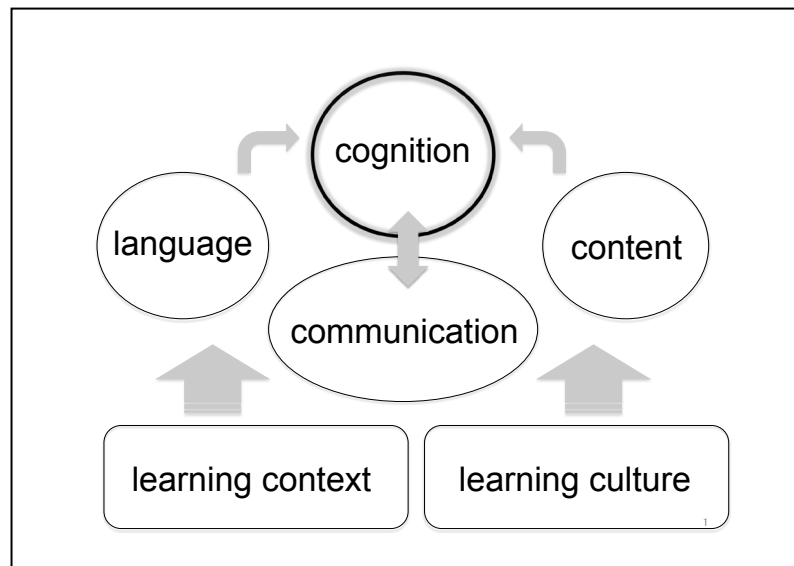 cognition
language
content
communication
learning context
learning culture
1